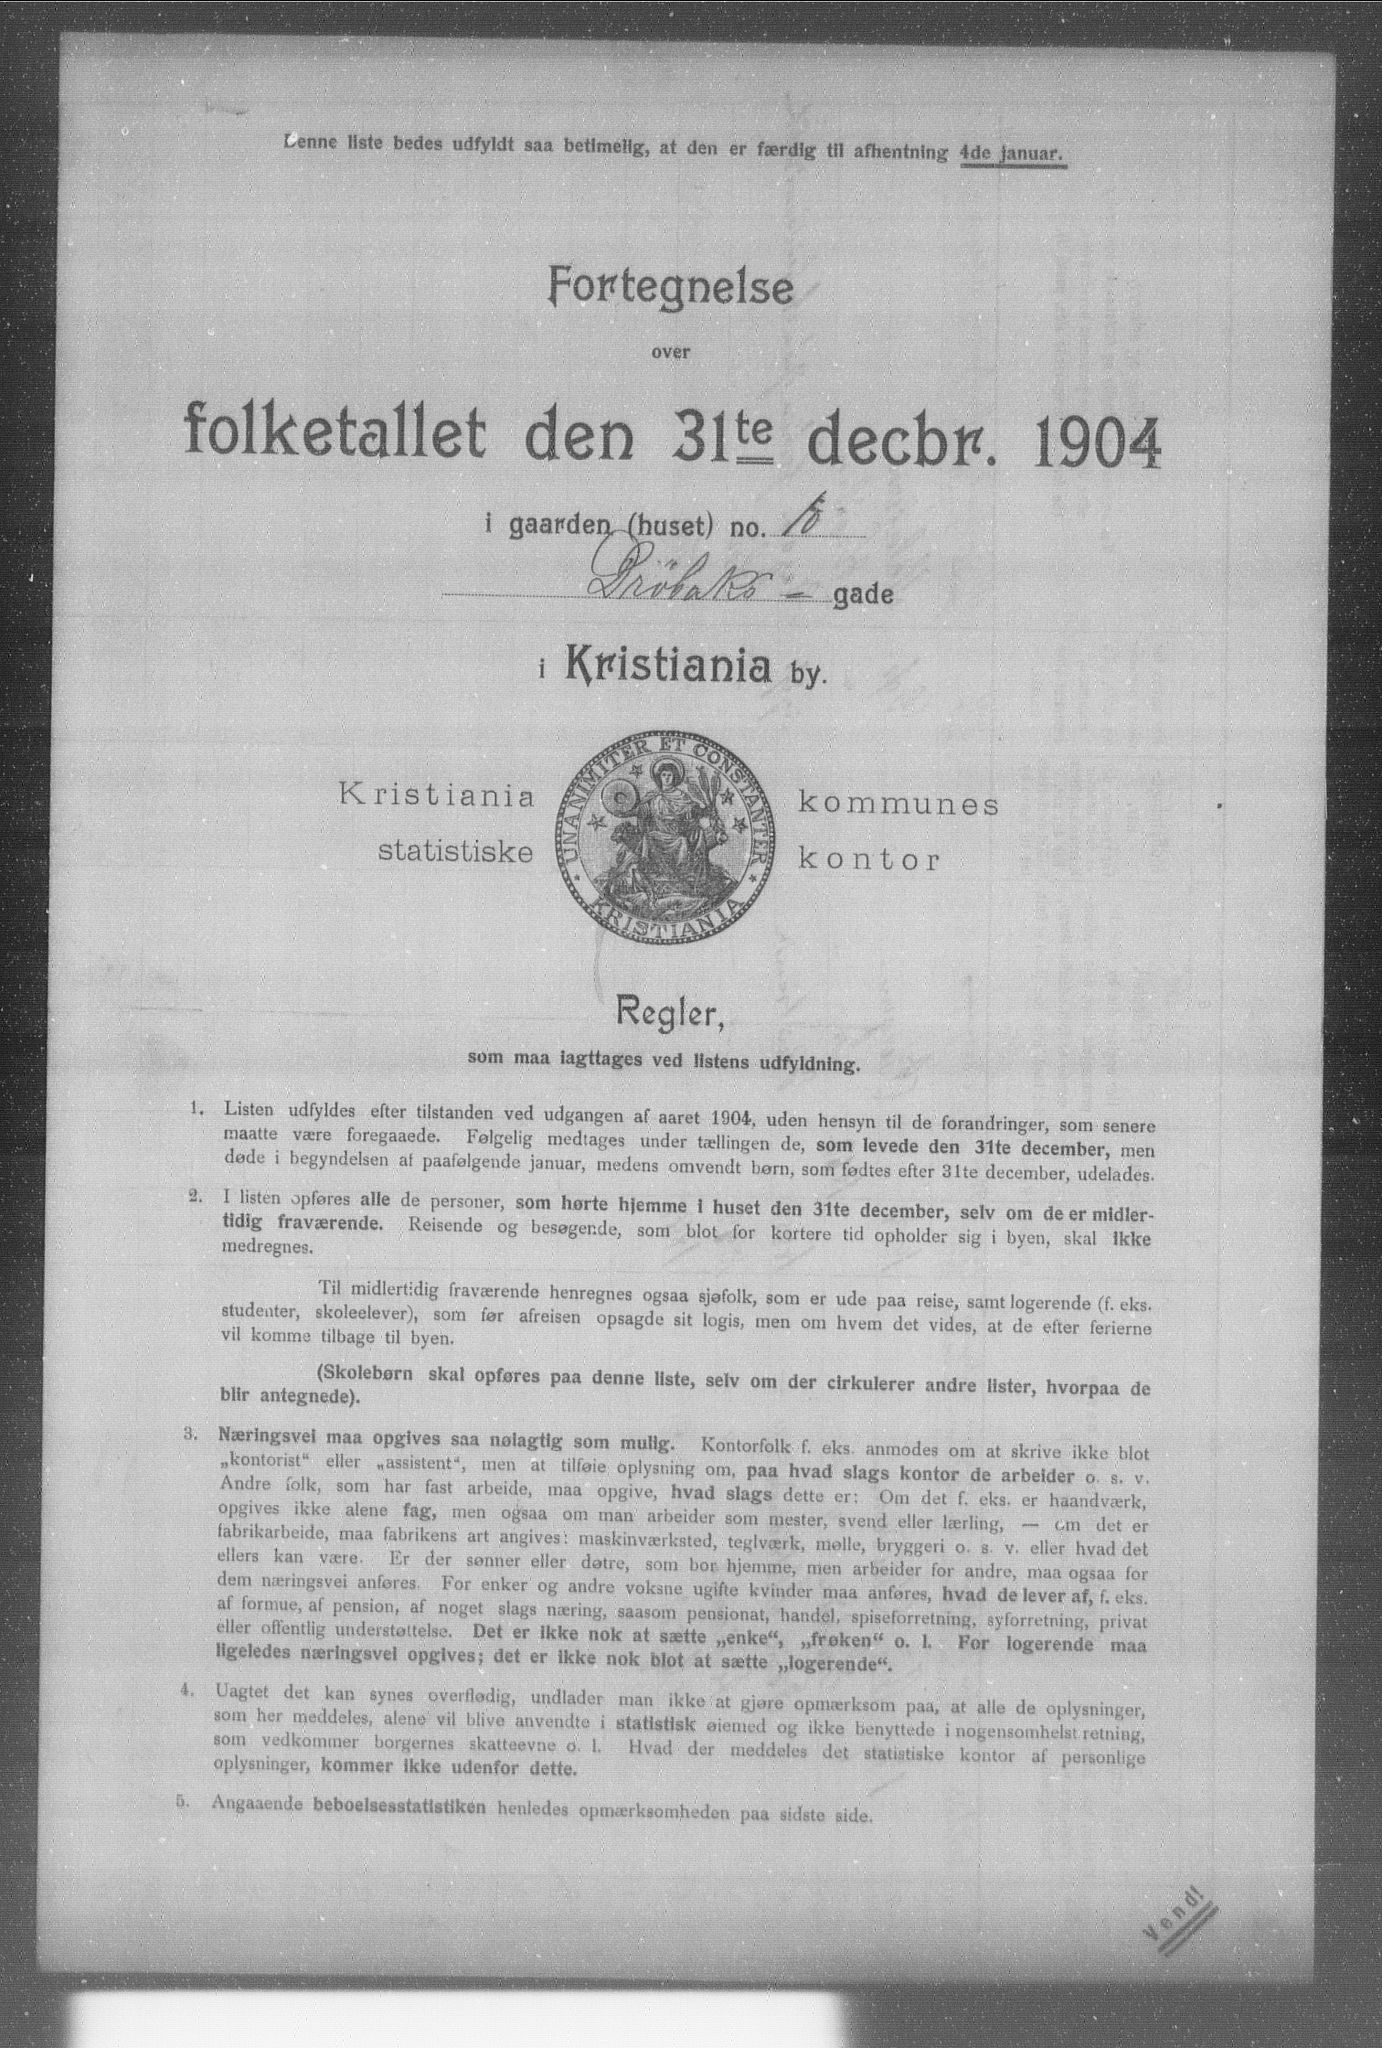 Denne liste bedes udfyldt saa betimelig, at den er færdig til afhentning 4de januar.
Fortegnelse
over
folketallet den 31te decbr. 1904
i gaarden (huset) no.
Dröbaks - gade
i Kristiania by.
Kristiania kommunes
statistiske kontor
UNANIMITER ET CONSTANTER
KRISTIANIA
Regler,
som maa iagttages ved listens udfyldning.
1. Listen udfyldes efter tilstanden ved udgangen af aaret 1904, uden hensyn til de forandringer, som senere
maatte være foregaaede. Følgelig medtages under tællingen de, som levede den 31te december, men
døde i begyndelsen af paafølgende januar, medens omvendt børn, som fødtes efter 31te december, udelades.
2. I listen opføres alle de personer, som hørte hjemme i huset den 31te december, selv om de er midler-
tidig fraværende. Reisende og besøgende, som blot for kortere tid opholder sig i byen, skal ikke
medregnes.
Til midlertidig fraværende henregnes ogsaa sjøfolk, som er ude paa reise, samt logerende (f. eks.
studenter, skoleelever), som før afreisen opsagde sit logis, men om hvem det vides, at de efter ferierne
vil komme tilbage til byen.
(Skolebørn skal opføres paa denne liste, selv om der cirkulerer andre lister, hvorpaa de
blir antegnede).
3. Næringsvei maa opgives saa nøiagtig som mulig. Kontorfolk f. eks. anmodes om at skrive ikke blot
„kontorist“ eller „assistent“, men at tilføie oplysning om, paa hvad slags kontor de arbeider o. s. v.
Andre folk, som har fast arbeide, maa opgive, hvad slags dette er: Om det f. eks. er haandværk,
opgives ikke alene fag, men ogsaa om man arbeider som mester, svend eller lærling, — om det er
fabrikarbeide, maa fabrikens art angives: maskinværksted, teglværk, mølle, bryggeri o. s. v. eller hvad det
ellers kan være. Er der sønner eller døtre, som bor hjemme, men arbeider for andre, maa ogsaa for
dem næringsvei anføres. For enker og andre voksne ugifte kvinder maa anføres, hvad de lever af, f. eks.
af formue, af pension, af noget slags næring, saasom pensionat, handel, spiseforretning, syforretning, privat
eller offentlig understøttelse. Det er ikke nok at sætte „enke“, „frøken“ o. l. For logerende maa
ligeledes næringsvei opgives; det er ikke nok blot at sætte „logerende“.
4. Uagtet det kan synes overflødig, undlader man ikke at gjøre opmærksom paa, at alle de oplysninger,
som her meddeles, alene vil blive anvendte i statistisk øiemed og ikke benyttede i nogensomhelst retning,
som vedkommer borgernes skatteevne o. l. Hvad der meddeles det statistiske kontor af personlige
oplysninger, kommer ikke udenfor dette.
5. Angaaende beboelsesstatistiken henledes opmærksomheden paa sidste side.
Vend!